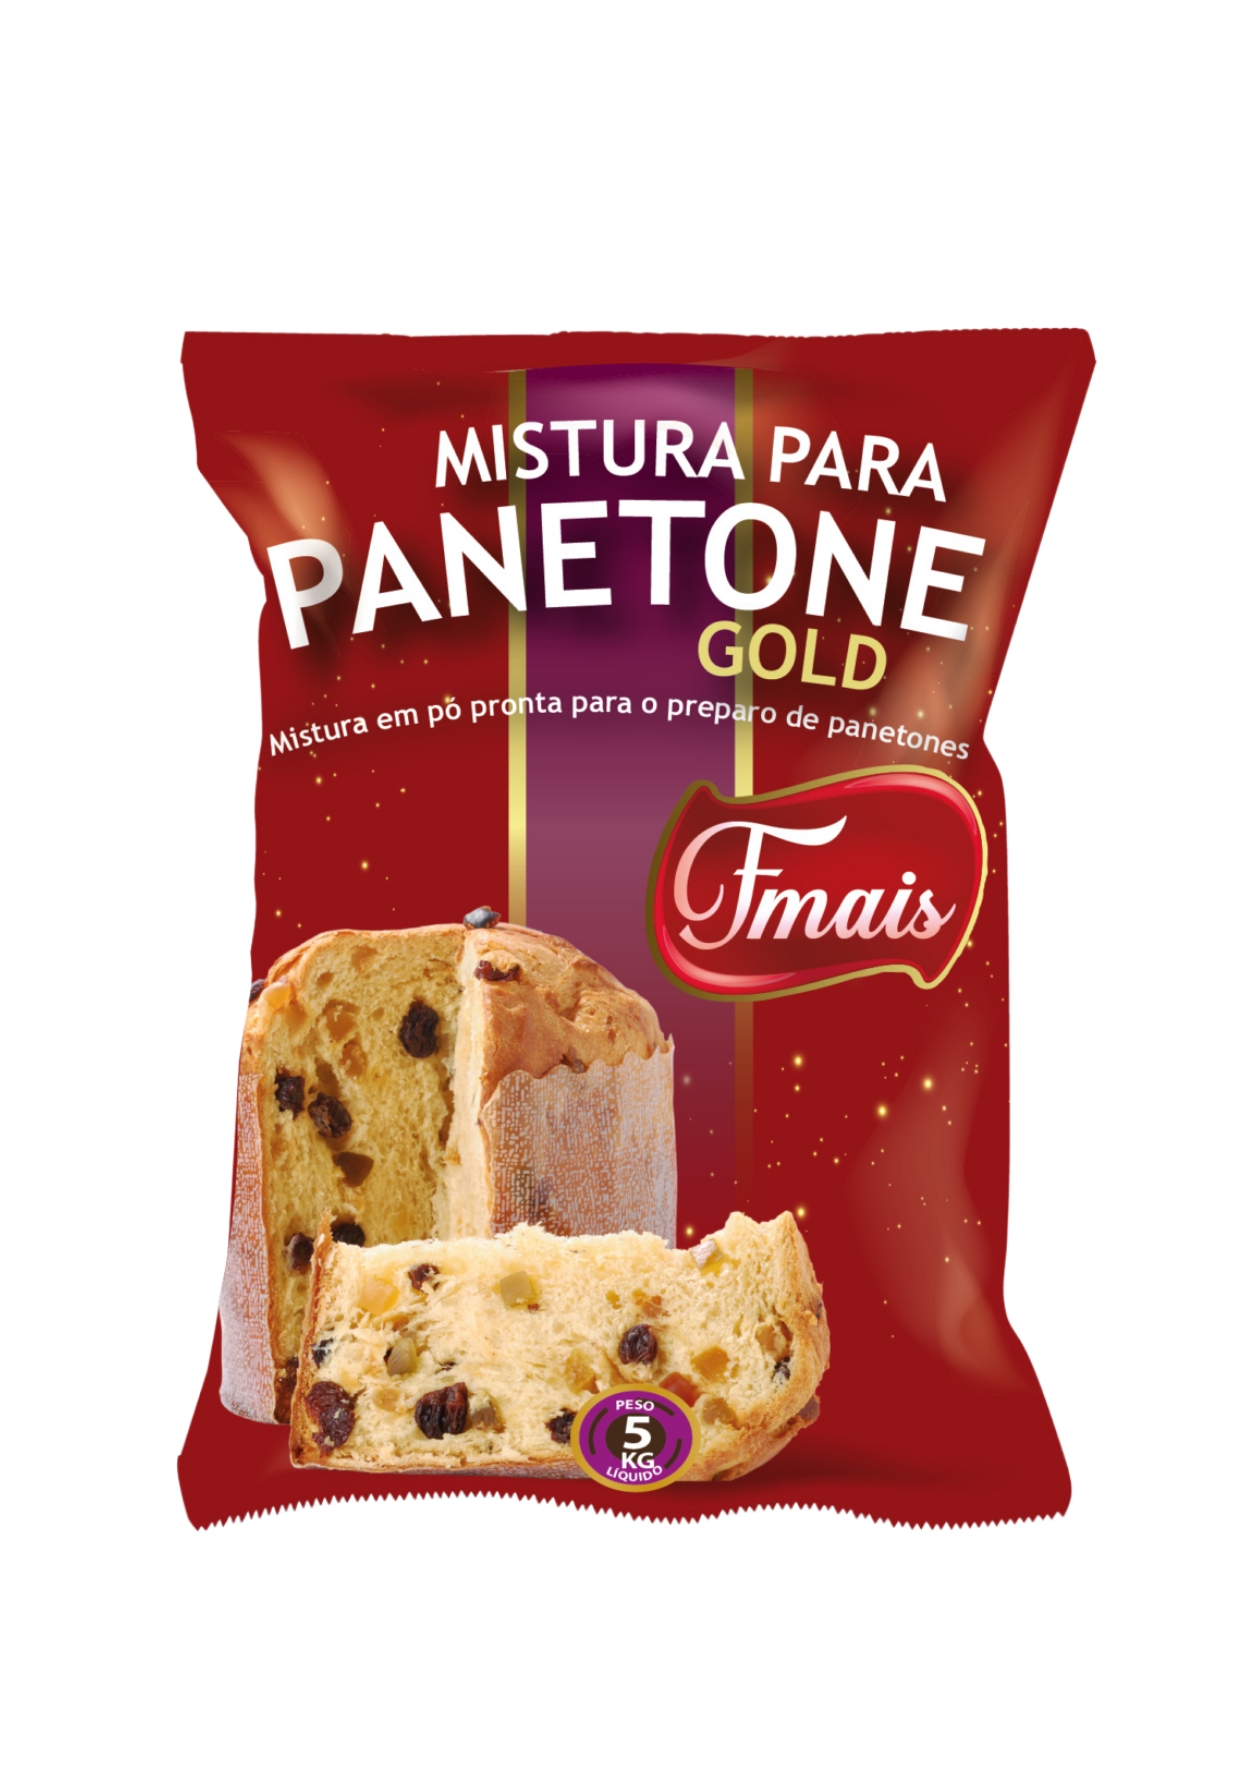 MISTURA PARA
PANETONE
GOLD
Mistura em pó pronta para o preparo de panetones
Fmais
PESO
5
KG
LÍQUIDO